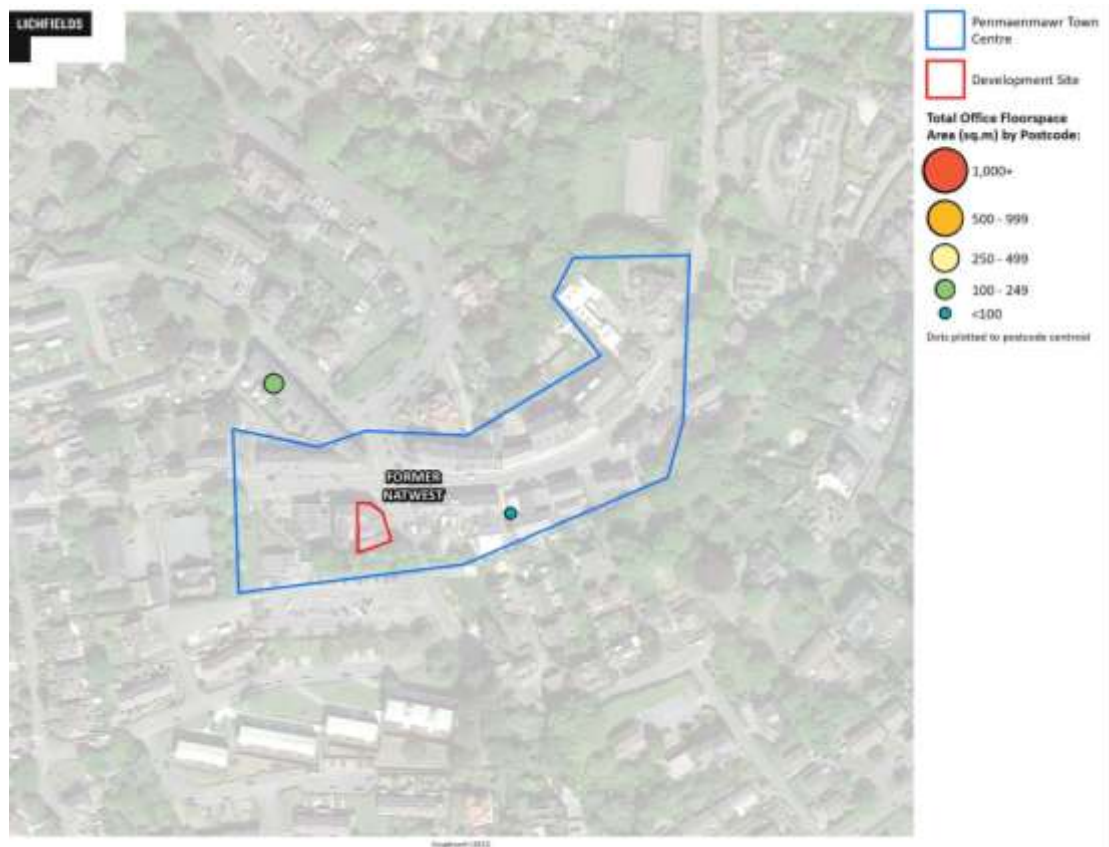 LICHFIELDS
Penmaenmawr Town
Centre
Development Site
Total Office Floorspace
Area (sq.m) by Postcode:
1,000+
500 - 999
250 - 499
100 - 249
<100
Dots plotted to postcode centroid
FORMER
NATWEST